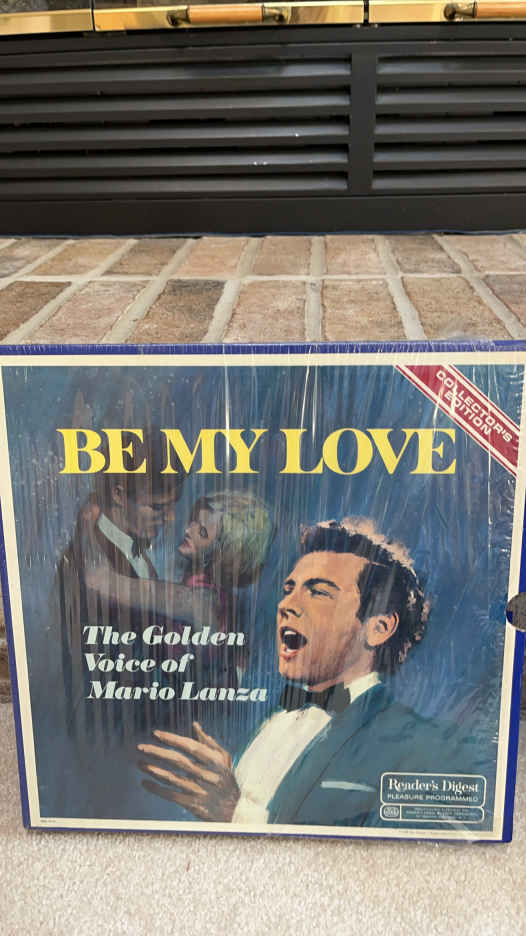 COLLECTOR'S
EDITION
BE MY LOVE
The Golden
Voice of
Mario Lanza
Reader's Digest
PLEASURE PROGRAMMED